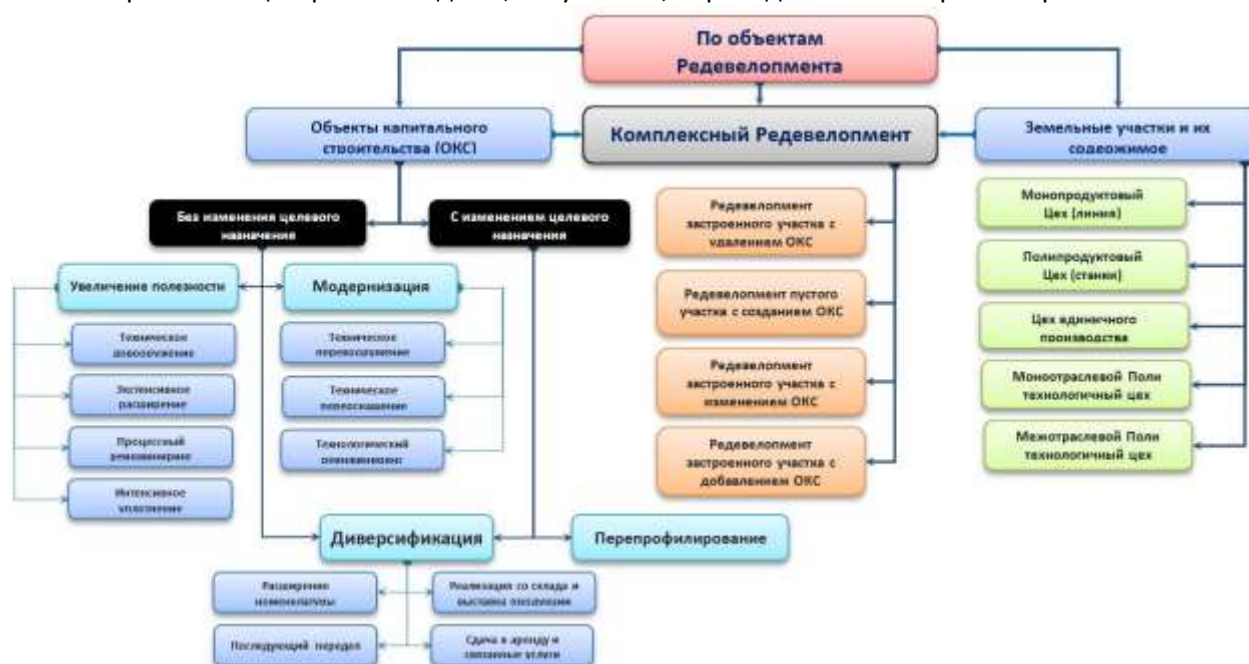 По объектам
Редевелопмента
Объекты капитального
строительства (ОКС)
Комплексный Редевелопмент
Земельные участки и их
содеожимое
Без изменения целевого
назначения
С изменением целевого
назначения
Увеличение полезности
Модернизация
Техническое
Техническое
Экстенсивное
расширение
Техническое
Процессный
Технологический
Интенсивное
уплотнение
Редевелопмент
застроенного участка с
удалением ОКС
Редевелопмент пустого
участка с созданием ОКС
Редевелопмент
застроенного участка с
изменением ОКС
Редевелопмент
застроенного участка с
добавлением ОКС
Монопродуктовый
Цех (линия)
Полипродуктовый
Цех (станки)
Цех единичного
производства
Моноотраслевой Поли
технологичный цех
Межотраслевой Поли
технологичный цех
Диверсификация
Перепрофилирование
Расширение
номенклатуры
Реализация со склада и
выставка продукции
Последующий передел
Сдача в аренду и
связанные услуги